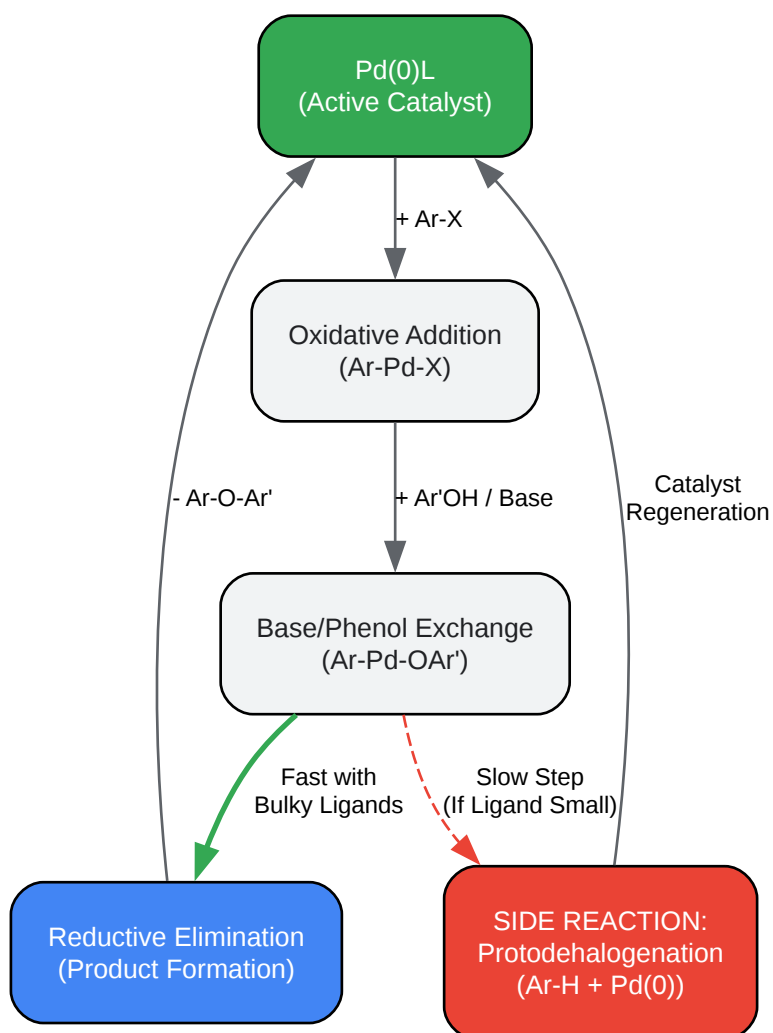 Pd(0)L
(Active Catalyst)
+ Ar-X
Oxidative Addition
(Ar-Pd-X)
- Ar-O-Ar'
+ Ar'OH / Base
Catalyst
Regeneration
Base/Phenol Exchange
(Ar-Pd-OAr')
Fast with
Bulky Ligands
Slow Step
(If Ligand Small)
Reductive Elimination
(Product Formation)
SIDE REACTION:
Protodehalogenation
(Ar-H + Pd(0))